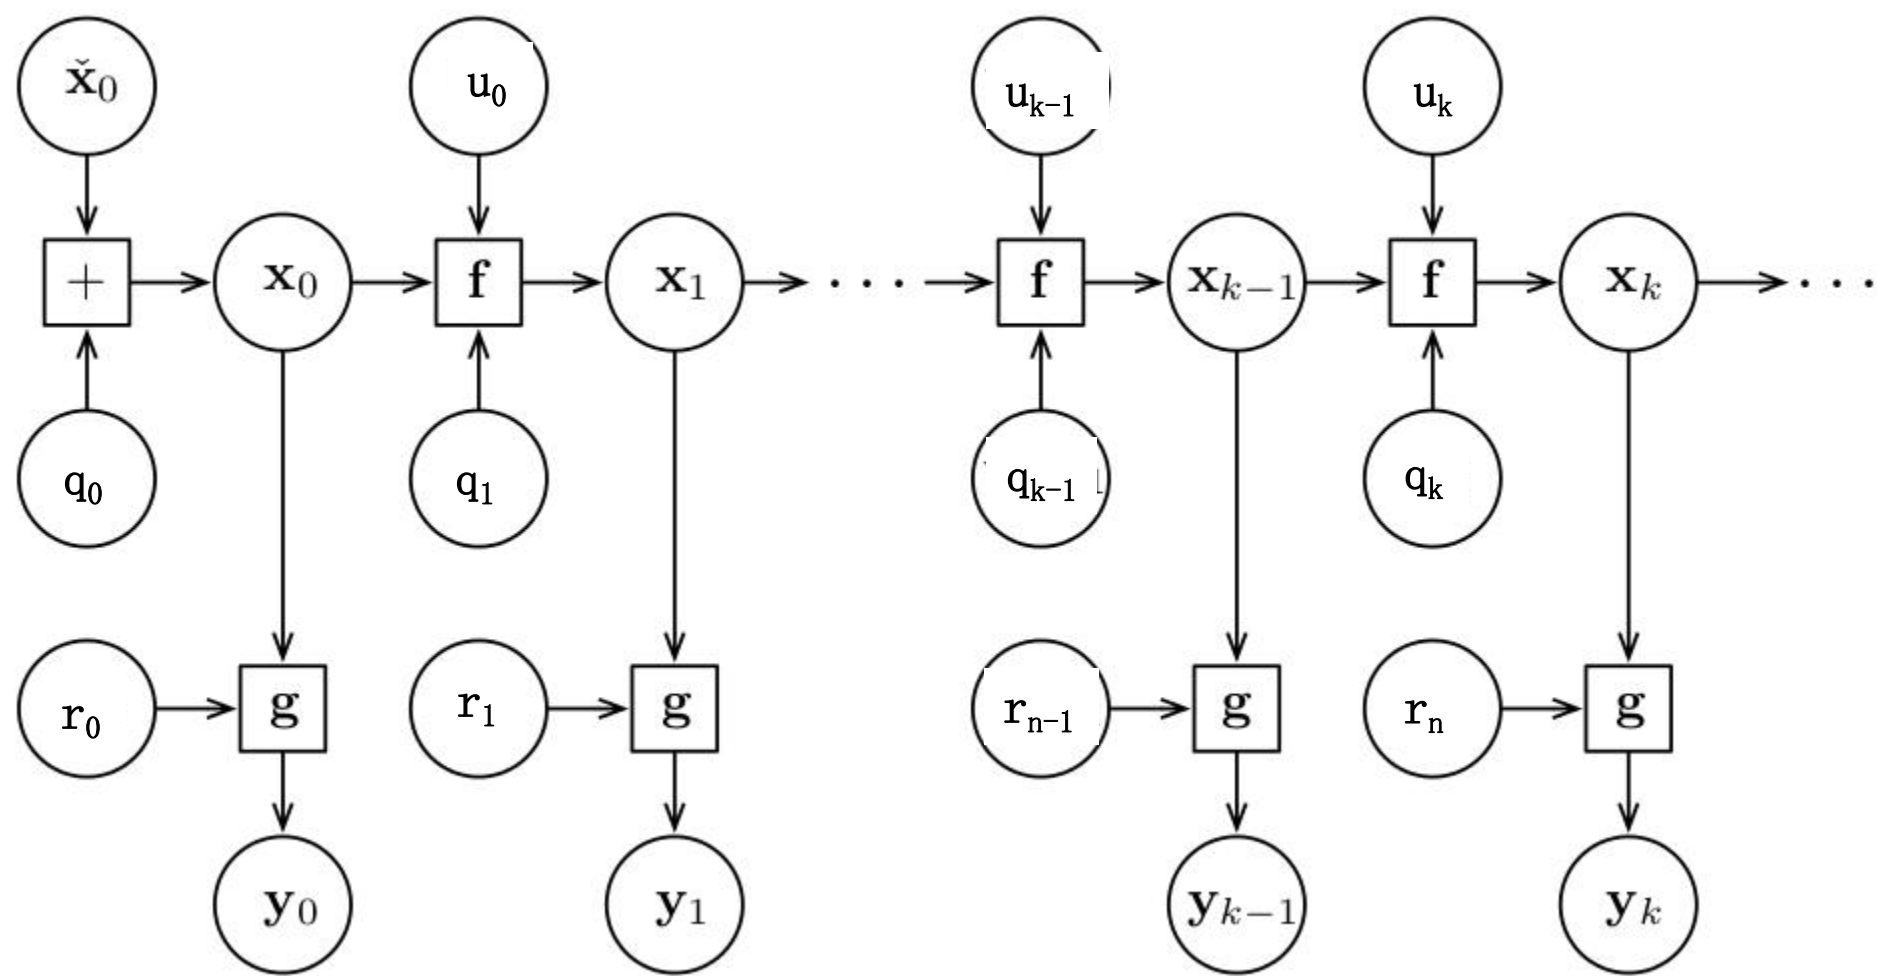 x̌₀ u₀ uₖ₋₁ uₖ
+ x₀ f x₁ ··· f xₖ₋₁ f xₖ ···
q₀ q₁ qₖ₋₁ qₖ
r₀ g r₁ g rₙ₋₁ g rₙ g
y₀ y₁ yₖ₋₁ yₖ